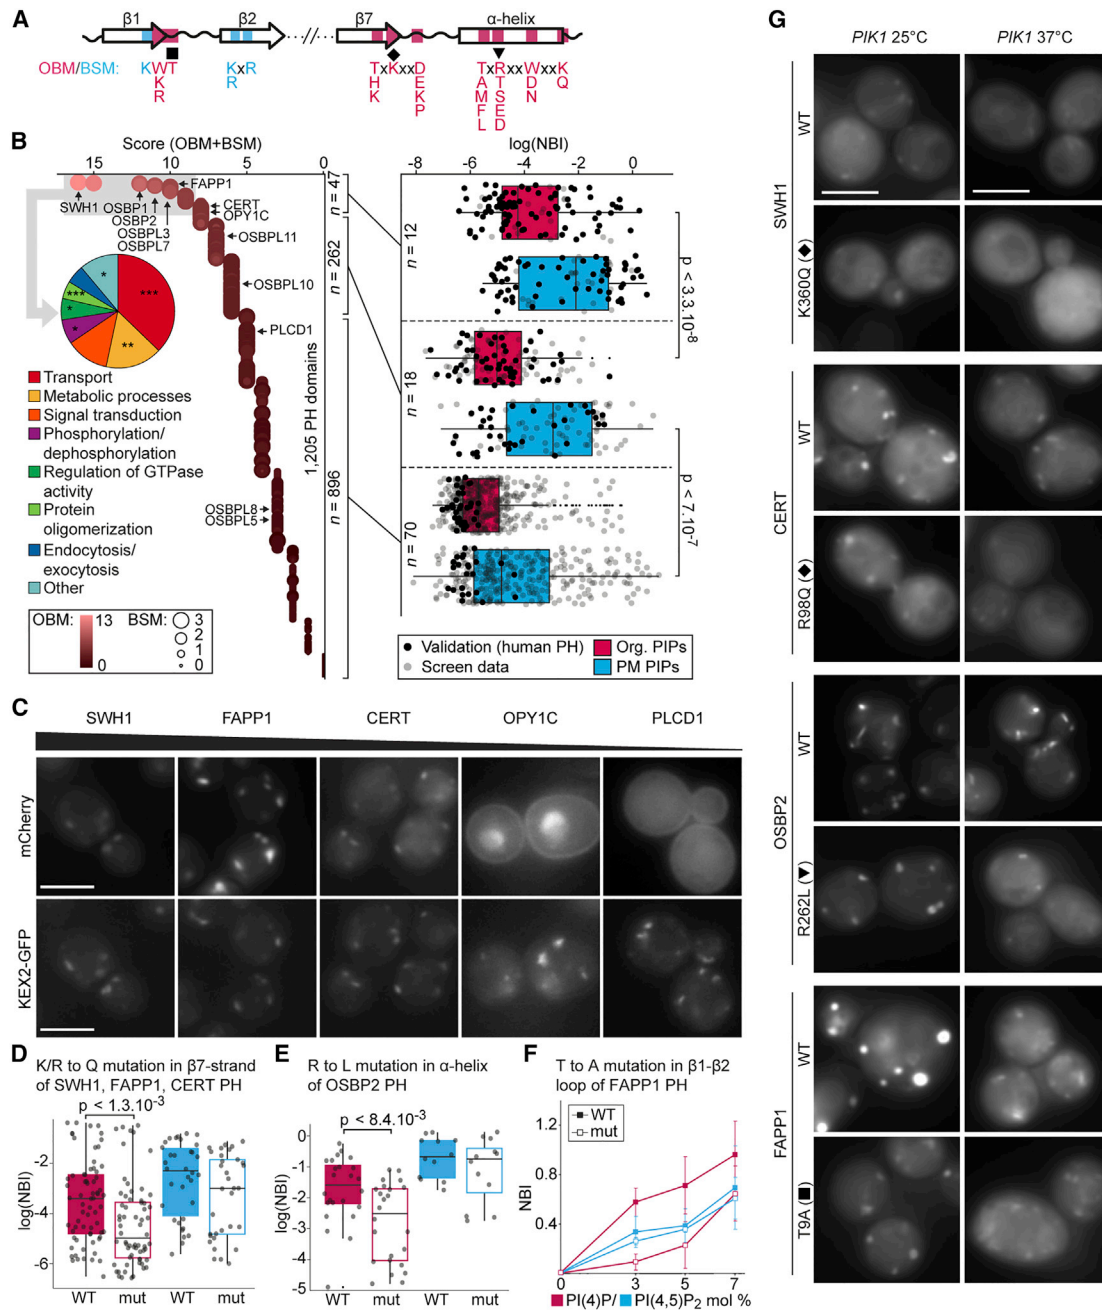 A
β1
β2
β7
α-helix
OBM/BSM:
KWT
K
R
KxR
R
TxKxxD
H
K
E
K
P
TxRxxWxxK
A
M
F
L
T
S
E
D
D
N
Q
B
Score (OBM+BSM)
15
10
5
0
SWH1
OSBP1
OSBP2
OSBPL3
OSBPL7
FAPP1
CERT
OPY1C
OSBPL11
OSBPL10
PLCD1
OSBPL8
OSBPL5
***
**
*
*
***
*
Transport
Metabolic processes
Signal transduction
Phosphorylation/
dephosphorylation
Regulation of GTPase
activity
Protein
oligomerization
Endocytosis/
exocytosis
Other
OBM:
13
0
BSM:
3
2
1
0
1,205 PH domains
n = 47
n = 262
n = 896
log(NBI)
-8
-6
-4
-2
0
n = 12
n = 18
n = 70
p < 3.3.10-8
p < 7.10-7
Validation (human PH)
Screen data
Org. PIPs
PM PIPs
C
SWH1
FAPP1
CERT
OPY1C
PLCD1
mCherry
KEX2-GFP
D
K/R to Q mutation in β7-strand
of SWH1, FAPP1, CERT PH
p < 1.3.10-3
log(NBI)
-2
-4
-6
WT
mut
WT
mut
E
R to L mutation in α-helix
of OSBP2 PH
p < 8.4.10-3
log(NBI)
0
-1
-2
-3
-4
-5
WT
mut
WT
mut
F
T to A mutation in β1-β2
loop of FAPP1 PH
WT
mut
NBI
1.2
0.8
0.4
0
3
5
7
PI(4)P/ PI(4,5)P2 mol %
G
PIK1 25°C
PIK1 37°C
SWH1
WT
K360Q (◆)
CERT
WT
R98Q (◆)
OSBP2
WT
R262L (▼)
FAPP1
WT
T9A (■)